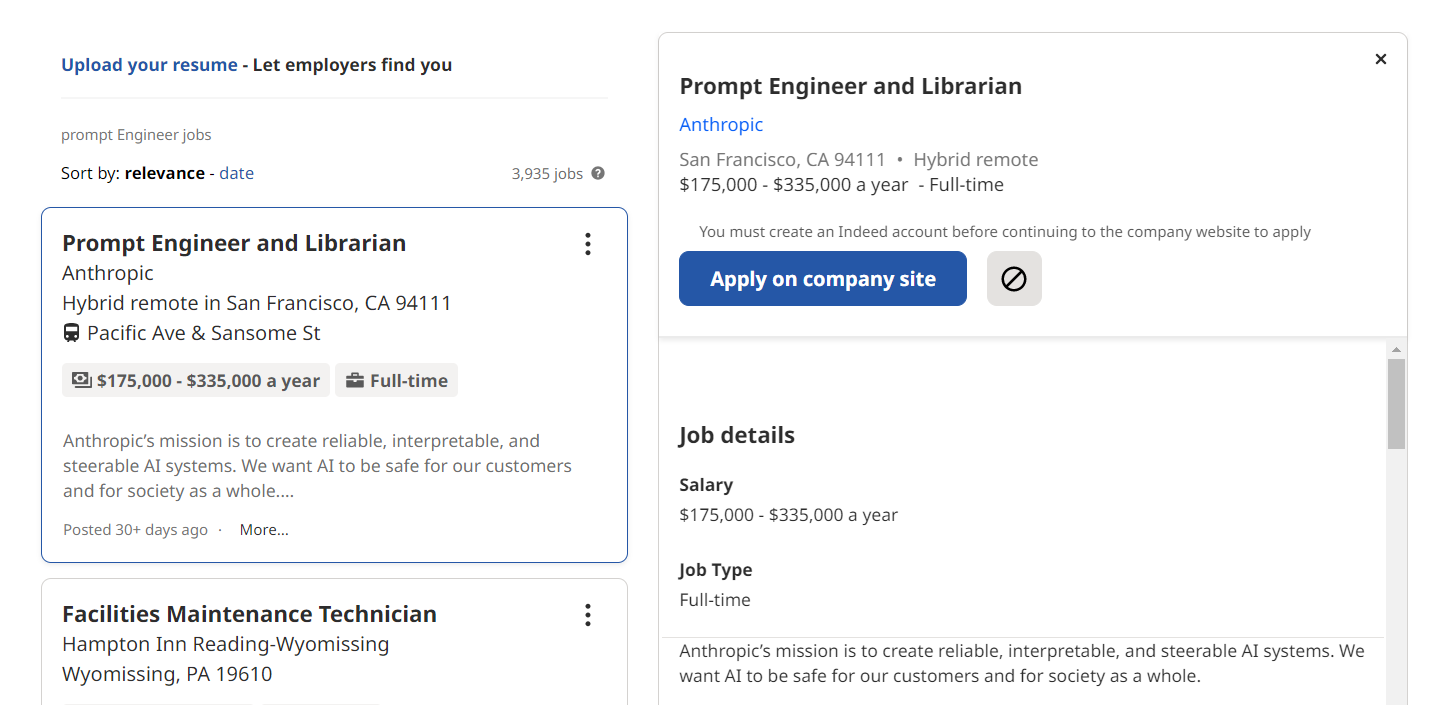 Upload your resume - Let employers find you
prompt Engineer jobs
Sort by: relevance - date
3,935 jobs ?
Prompt Engineer and Librarian
Anthropic
Hybrid remote in San Francisco, CA 94111
Pacific Ave & Sansome St
$175,000 - $335,000 a year
Full-time
Anthropic’s mission is to create reliable, interpretable, and
steerable AI systems. We want AI to be safe for our customers
and for society as a whole....
Posted 30+ days ago · More...
Facilities Maintenance Technician
Hampton Inn Reading-Wyomissing
Wyomissing, PA 19610
Prompt Engineer and Librarian
Anthropic
San Francisco, CA 94111 • Hybrid remote
$175,000 - $335,000 a year - Full-time
You must create an Indeed account before continuing to the company website to apply
Apply on company site
Job details
Salary
$175,000 - $335,000 a year
Job Type
Full-time
Anthropic’s mission is to create reliable, interpretable, and steerable AI systems. We
want AI to be safe for our customers and for society as a whole.